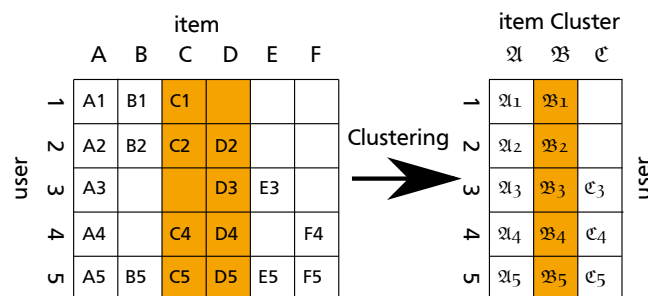 item
item Cluster
A B C D E F
𝔄 𝔅 ℭ
1 A1 B1 C1
1 𝔄1 𝔅1
Clustering
2 A2 B2 C2 D2
2 𝔄2 𝔅2
user
3 A3 D3 E3
3 𝔄3 𝔅3 ℭ3
user
4 A4 C4 D4 F4
4 𝔄4 𝔅4 ℭ4
5 A5 B5 C5 D5 E5 F5
5 𝔄5 𝔅5 ℭ5